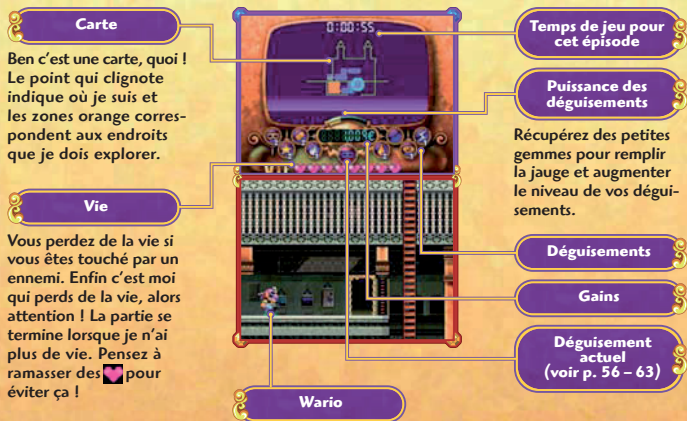 Carte
Ben c'est une carte, quoi !
Le point qui clignote
indique où je suis et
les zones orange corres-
pondent aux endroits
que je dois explorer.
Vie
Vous perdez de la vie si
vous êtes touché par un
ennemi. Enfin c'est moi
qui perds de la vie, alors
attention ! La partie se
termine lorsque je n'ai
plus de vie. Pensez à
ramasser des pour
éviter ça !
0:00:55
VIE
Wario
Temps de jeu pour
cet épisode
Puissance des
déguisements
Récupérez des petites
gemmes pour remplir
la jauge et augmenter
le niveau de vos dégui-
sements.
Déguisements
Gains
Déguisement
actuel
(voir p. 56 – 63)